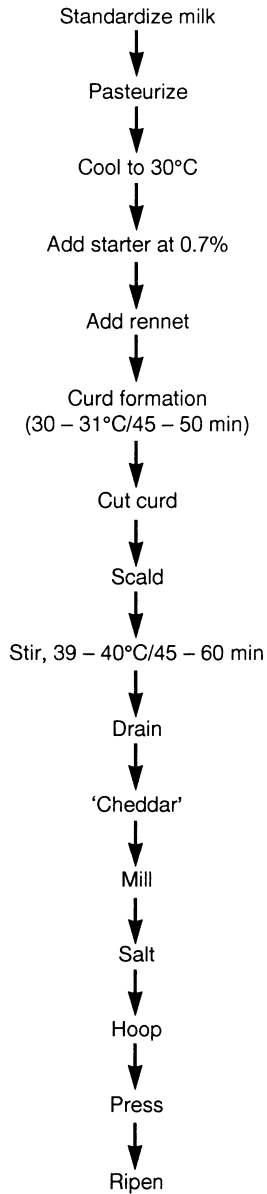 Standardize milk
Pasteurize
Cool to 30°C
Add starter at 0.7%
Add rennet
Curd formation
(30 – 31°C/45 – 50 min)
Cut curd
Scald
Stir, 39 – 40°C/45 – 60 min
Drain
‘Cheddar’
Mill
Salt
Hoop
Press
Ripen